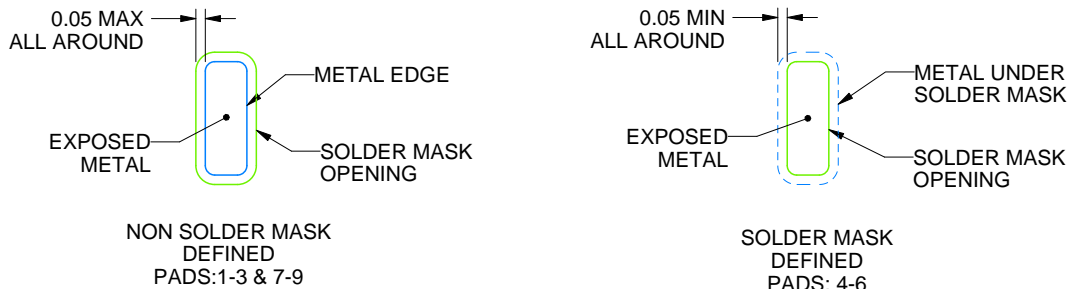 0.05 MAX
ALL AROUND
METAL EDGE
EXPOSED
METAL
SOLDER MASK
OPENING
NON SOLDER MASK
DEFINED
PADS:1-3 & 7-9
0.05 MIN
ALL AROUND
METAL UNDER
SOLDER MASK
EXPOSED
METAL
SOLDER MASK
OPENING
SOLDER MASK
DEFINED
PADS: 4-6